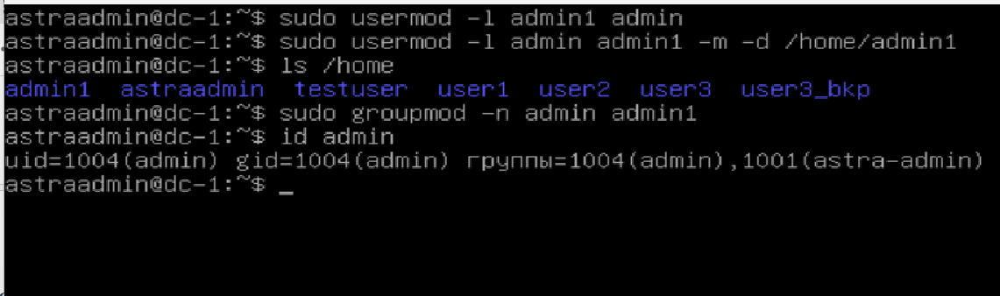 astraadmin@dc-1:~$ sudo usermod -l admin1 admin
astraadmin@dc-1:~$ sudo usermod -l admin admin1 -m -d /home/admin1
astraadmin@dc-1:~$ ls /home
admin1  astraadmin  testuser  user1  user2  user3  user3_bkp
astraadmin@dc-1:~$ sudo groupmod -n admin admin1
astraadmin@dc-1:~$ id admin
uid=1004(admin) gid=1004(admin) группы=1004(admin),1001(astra-admin)
astraadmin@dc-1:~$ _